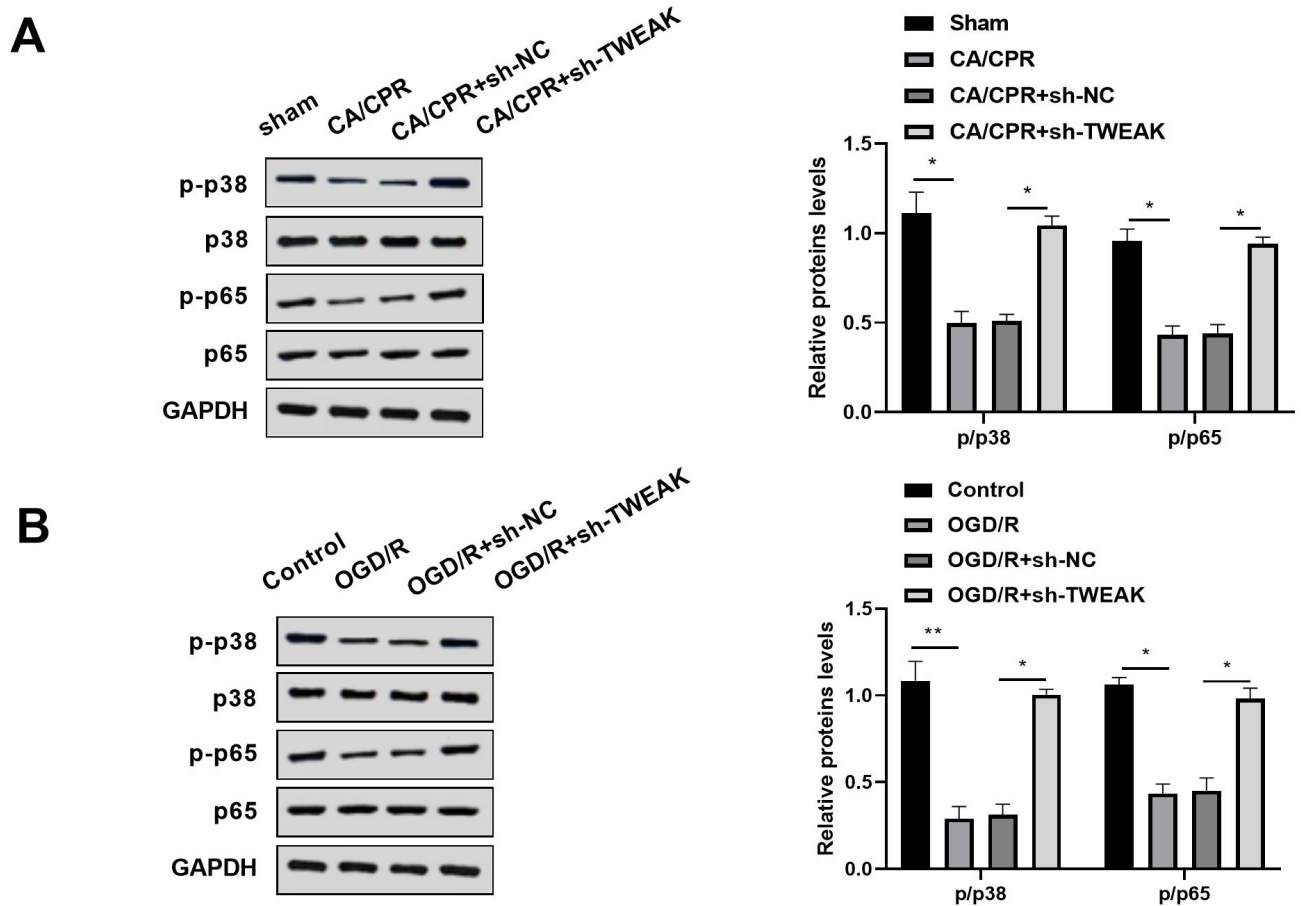 A
sham
CA/CPR
CA/CPR+sh-NC
CA/CPR+sh-TWEAK
p-p38
p38
p-p65
p65
GAPDH
Sham
CA/CPR
CA/CPR+sh-NC
CA/CPR+sh-TWEAK
Relative proteins levels
1.5
1.0
0.5
0.0
*
*
*
*
p/p38
p/p65
B
Control
OGD/R
OGD/R+sh-NC
OGD/R+sh-TWEAK
p-p38
p38
p-p65
p65
GAPDH
Control
OGD/R
OGD/R+sh-NC
OGD/R+sh-TWEAK
Relative proteins levels
1.5
1.0
0.5
0.0
**
*
*
*
p/p38
p/p65